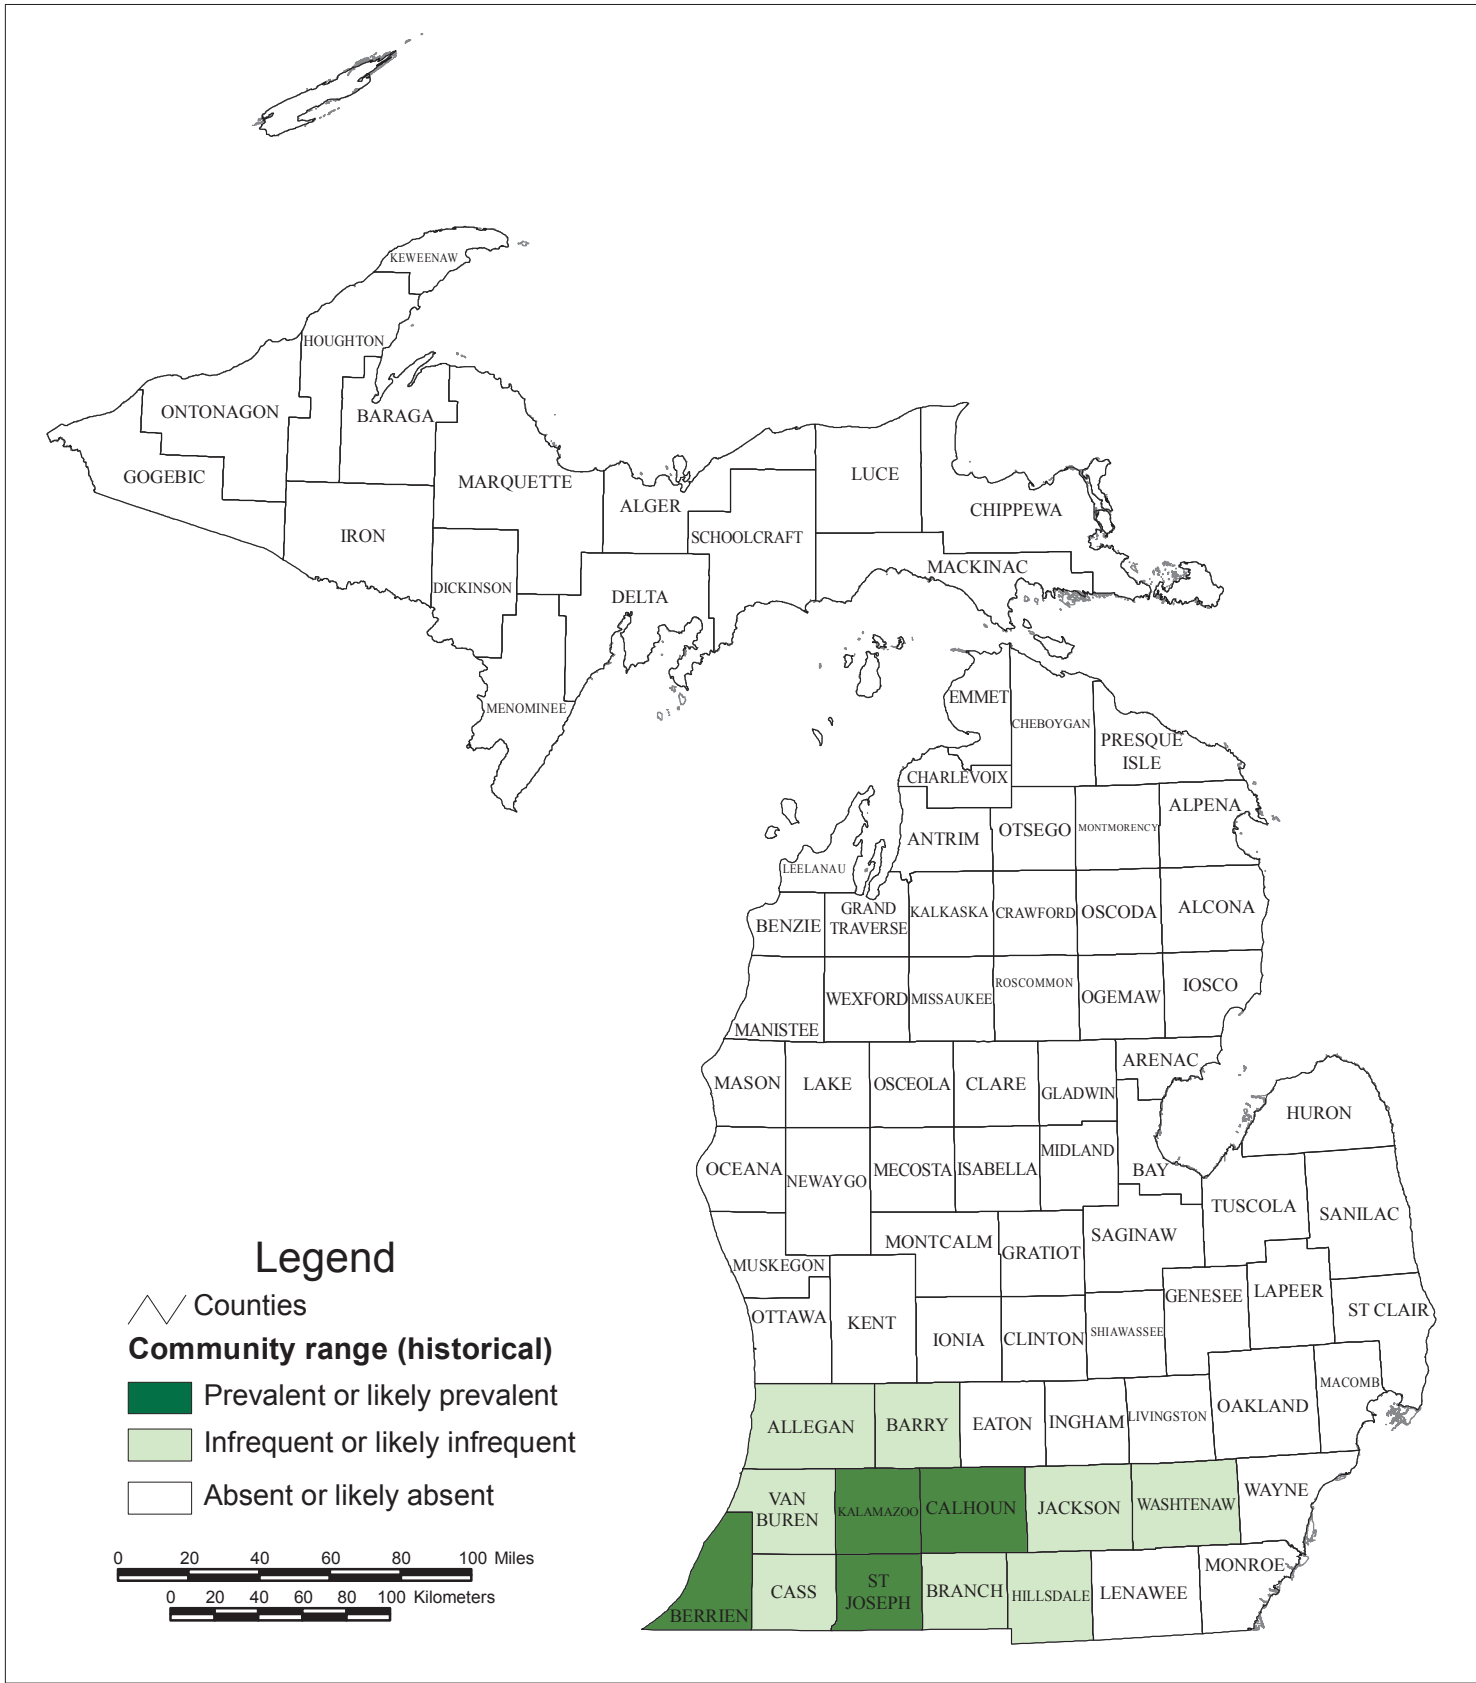 KEWEENAW
HOUGHTON
ONTONAGON
BARAGA
GOGEBIC
MARQUETTE
LUCE
ALGER
CHIPPEWA
IRON
SCHOOLCRAFT
MACKINAC
DICKINSON
DELTA
MENOMINEE
EMMET
CHEBOYGAN
PRESQUE
ISLE
CHARLEVOIX
ALPENA
ANTRIM
OTSEGO
MONTMORENCY
LEELANAU
BENZIE
GRAND
TRAVERSE
KALKASKA
CRAWFORD
OSCODA
ALCONA
MANISTEE
WEXFORD
MISSAUKEE
ROSCOMMON
OGEMAW
IOSCO
ARENAC
MASON
LAKE
OSCEOLA
CLARE
GLADWIN
HURON
OCEANA
NEWAYGO
MECOSTA
ISABELLA
MIDLAND
BAY
TUSCOLA
SANILAC
MUSKEGON
MONTCALM
GRATIOT
SAGINAW
OTTAWA
KENT
IONIA
CLINTON
SHIAWASSEE
GENESEE
LAPEER
ST CLAIR
ALLEGAN
BARRY
EATON
INGHAM
LIVINGSTON
OAKLAND
MACOMB
VAN
BUREN
KALAMAZOO
CALHOUN
JACKSON
WASHTENAW
WAYNE
BERRIEN
CASS
ST
JOSEPH
BRANCH
HILLSDALE
LENAWEE
MONROE
Legend
Counties
Community range (historical)
Prevalent or likely prevalent
Infrequent or likely infrequent
Absent or likely absent
0 20 40 60 80 100 Miles
0 20 40 60 80 100 Kilometers